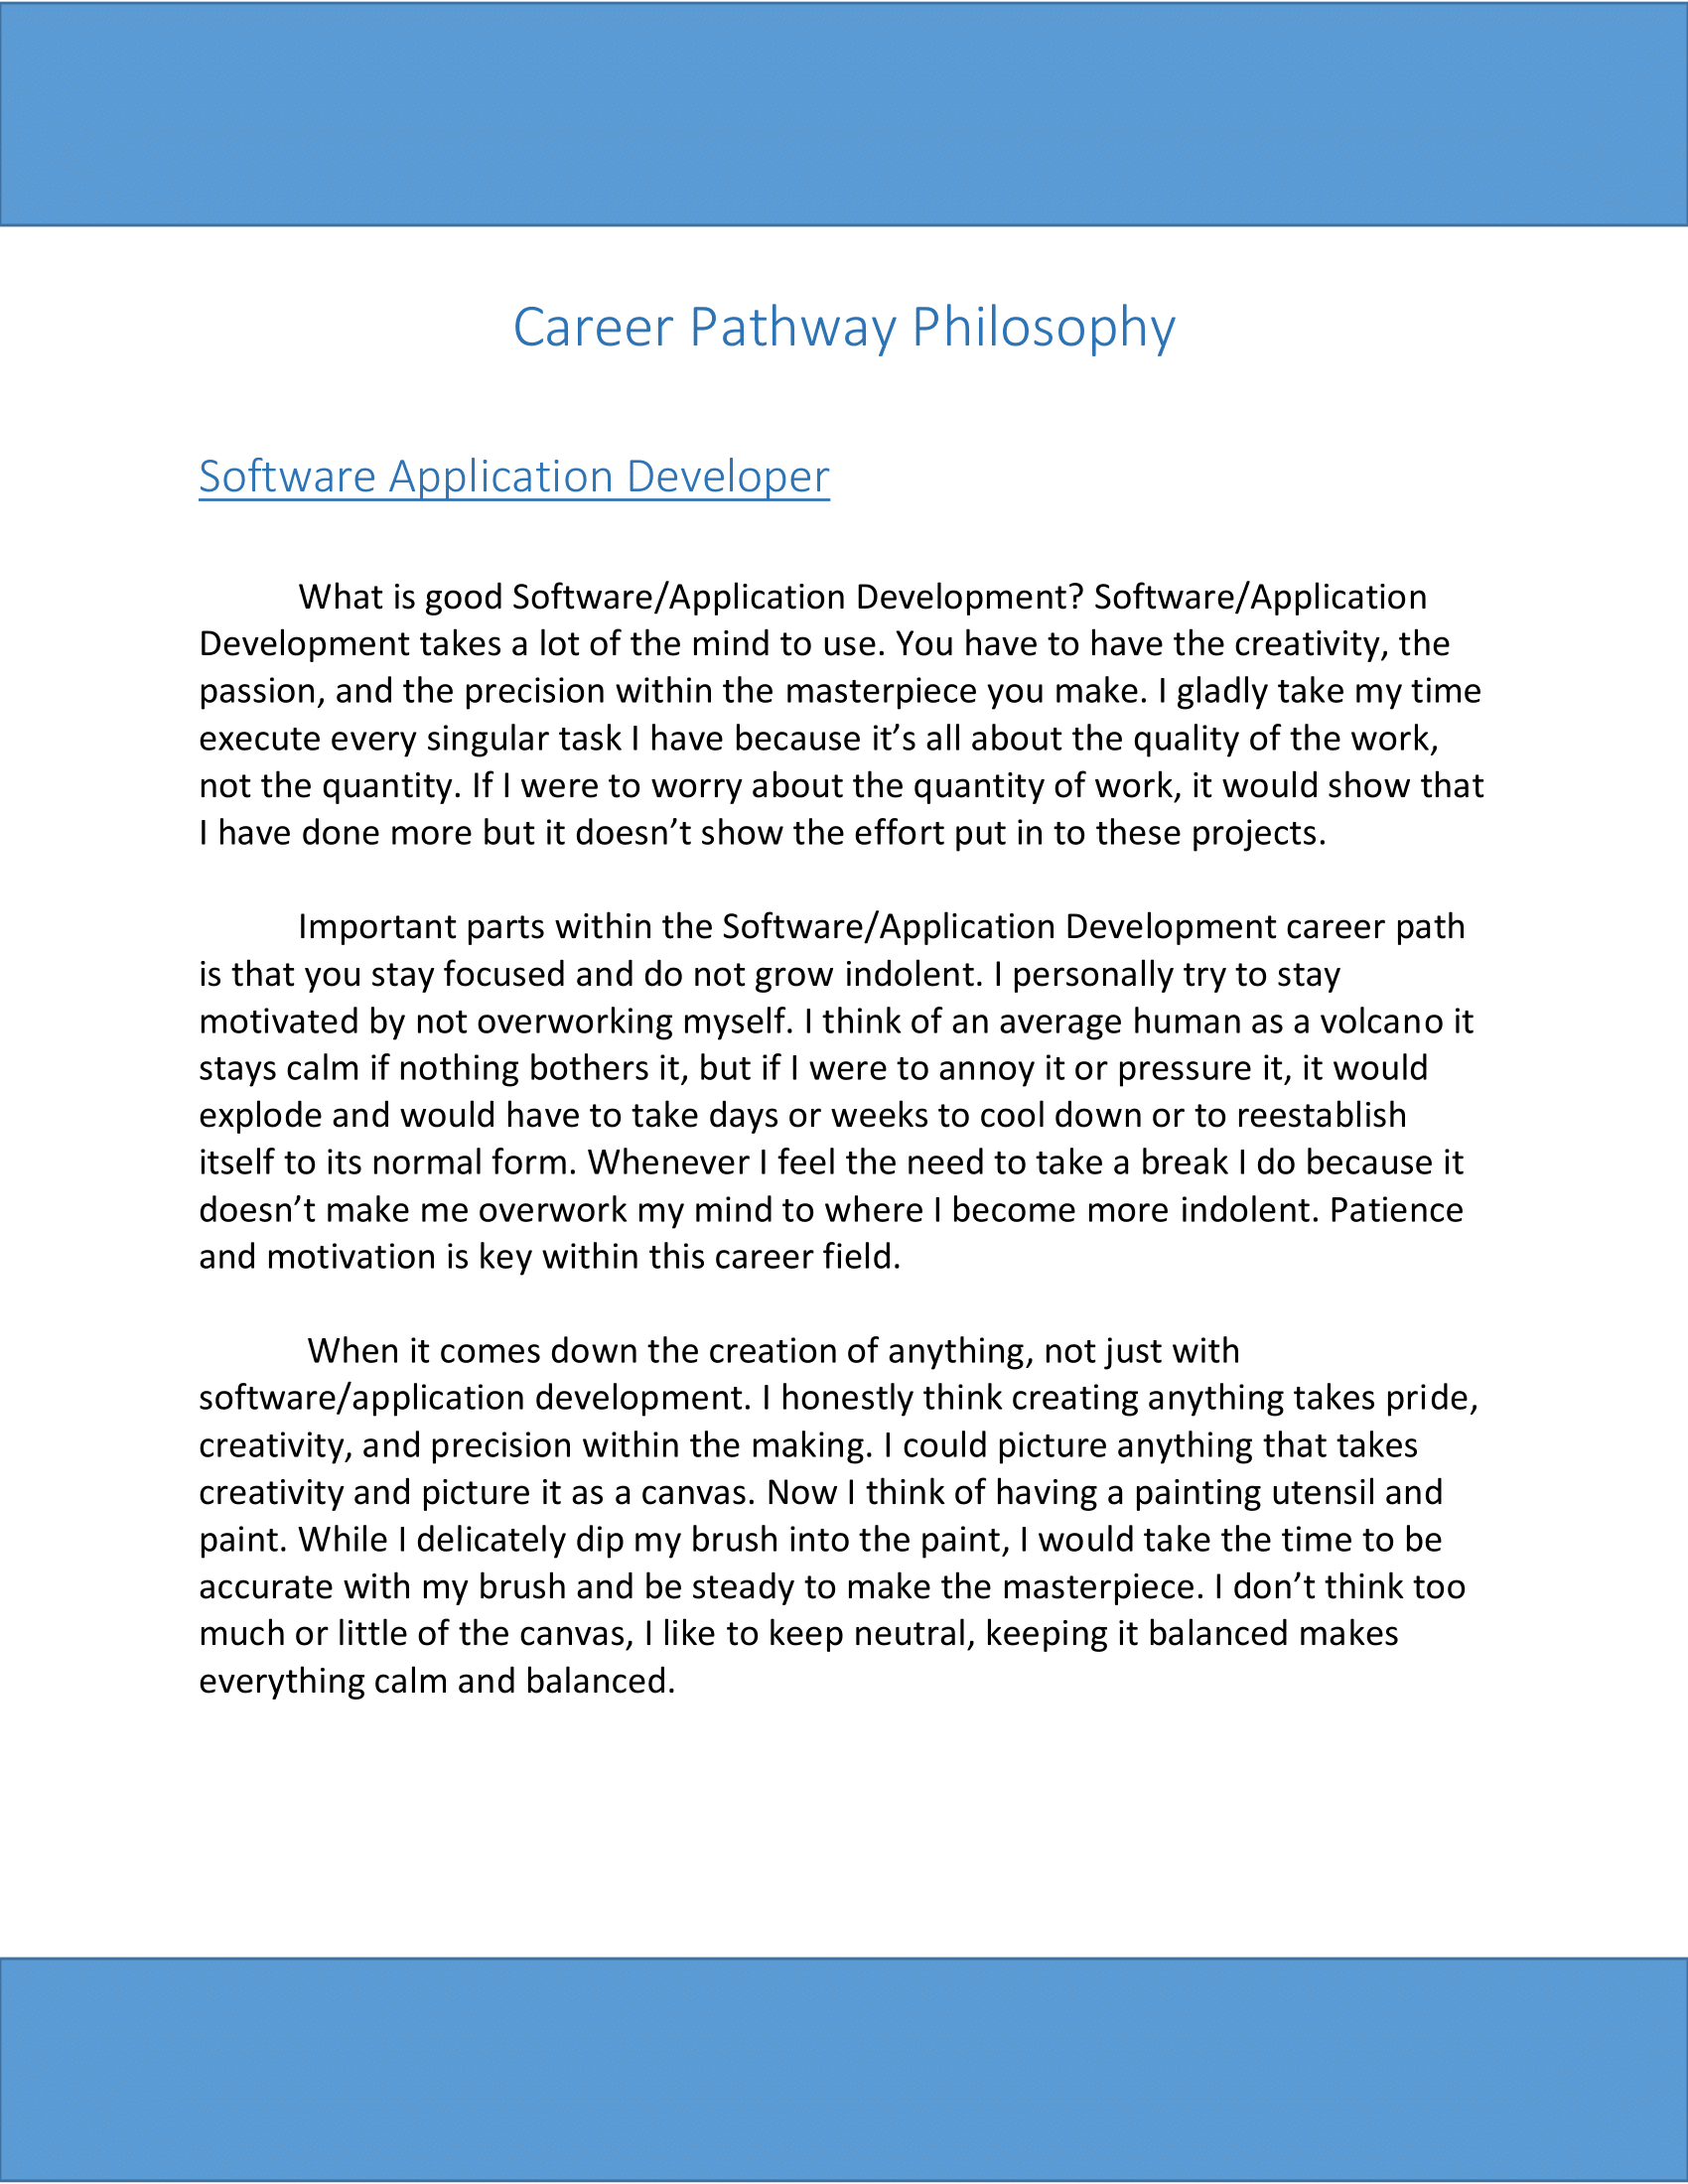 Career Pathway Philosophy
Software Application Developer
What is good Software/Application Development? Software/Application
Development takes a lot of the mind to use. You have to have the creativity, the
passion, and the precision within the masterpiece you make. I gladly take my time
execute every singular task I have because it’s all about the quality of the work,
not the quantity. If I were to worry about the quantity of work, it would show that
I have done more but it doesn’t show the effort put in to these projects.
Important parts within the Software/Application Development career path
is that you stay focused and do not grow indolent. I personally try to stay
motivated by not overworking myself. I think of an average human as a volcano it
stays calm if nothing bothers it, but if I were to annoy it or pressure it, it would
explode and would have to take days or weeks to cool down or to reestablish
itself to its normal form. Whenever I feel the need to take a break I do because it
doesn’t make me overwork my mind to where I become more indolent. Patience
and motivation is key within this career field.
When it comes down the creation of anything, not just with
software/application development. I honestly think creating anything takes pride,
creativity, and precision within the making. I could picture anything that takes
creativity and picture it as a canvas. Now I think of having a painting utensil and
paint. While I delicately dip my brush into the paint, I would take the time to be
accurate with my brush and be steady to make the masterpiece. I don’t think too
much or little of the canvas, I like to keep neutral, keeping it balanced makes
everything calm and balanced.